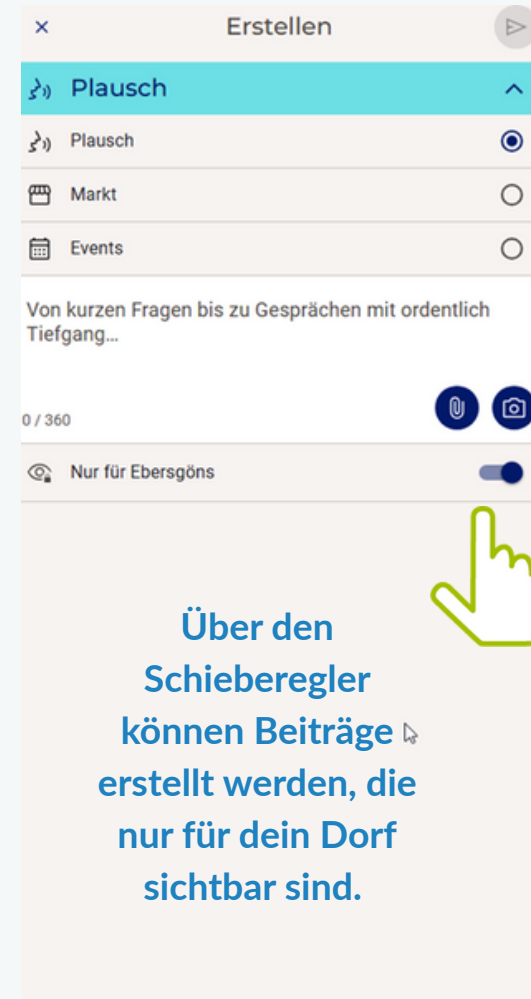 Erstellen
Plausch
Plausch
Markt
Events
Von kurzen Fragen bis zu Gesprächen mit ordentlich
Tiefgang...
0 / 360
Nur für Ebersgöns
Über den
Schieberegler
können Beiträge
erstellt werden, die
nur für dein Dorf
sichtbar sind.